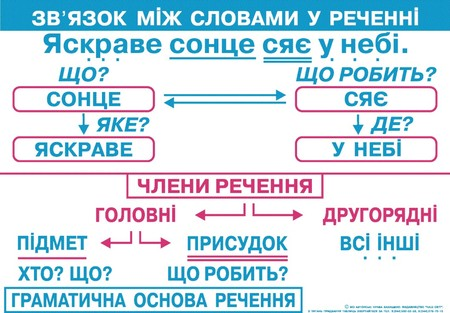 ЗВ'ЯЗОК МІЖ СЛОВАМИ У РЕЧЕННІ
Яскраве сонце сяє у небі.
ЩО? ЩО РОБИТЬ?
СОНЦЕ СЯЄ
ЯКЕ? ДЕ?
ЯСКРАВЕ У НЕБІ
ЧЛЕНИ РЕЧЕННЯ
ГОЛОВНІ ДРУГОРЯДНІ
ПІДМЕТ ПРИСУДОК ВСІ ІНШІ
ХТО? ЩО? ЩО РОБИТЬ?
ГРАМАТИЧНА ОСНОВА РЕЧЕННЯ